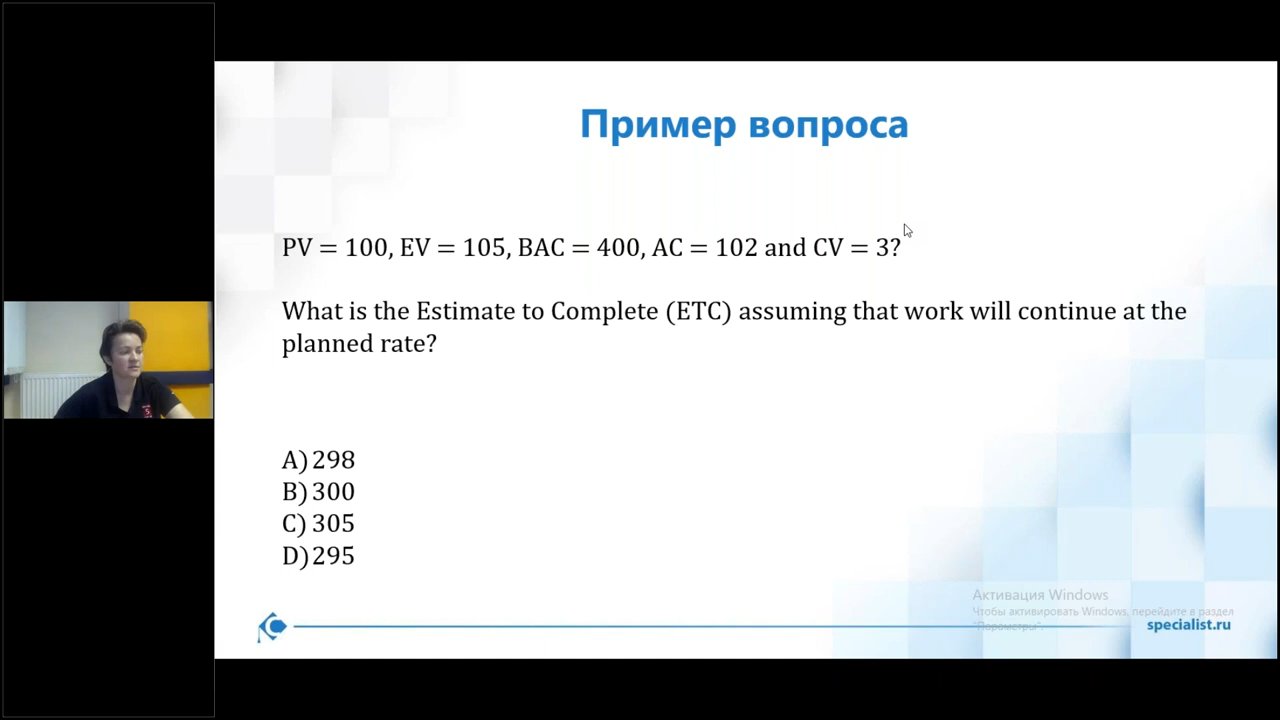 Пример вопроса
PV = 100, EV = 105, BAC = 400, AC = 102 and CV = 3?
What is the Estimate to Complete (ETC) assuming that work will continue at the
planned rate?
A) 298
B) 300
C) 305
D) 295
Активация Windows
Чтобы активировать Windows, перейдите в раздел
"Параметры".
specialist.ru